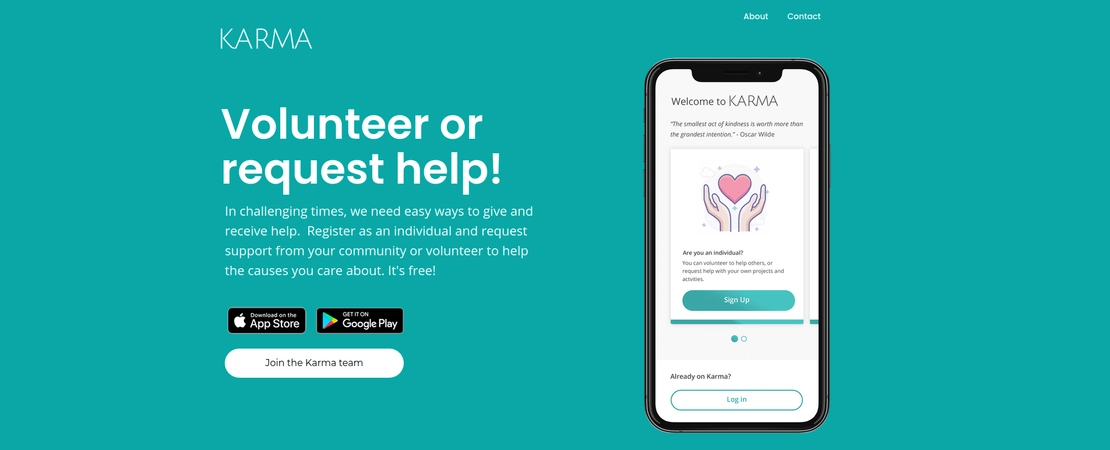 About Contact
KARMA
Volunteer or
request help!
In challenging times, we need easy ways to give and
receive help.  Register as an individual and request
support from your community or volunteer to help
the causes you care about. It's free!
Download on the
App Store
GET IT ON
Google Play
Join the Karma team
Welcome to KARMA
"The smallest act of kindness is worth more than
the grandest intention." - Oscar Wilde
Are you an individual?
You can volunteer to help others, or
request help with your own projects and
activities.
Sign Up
Already on Karma?
Log in